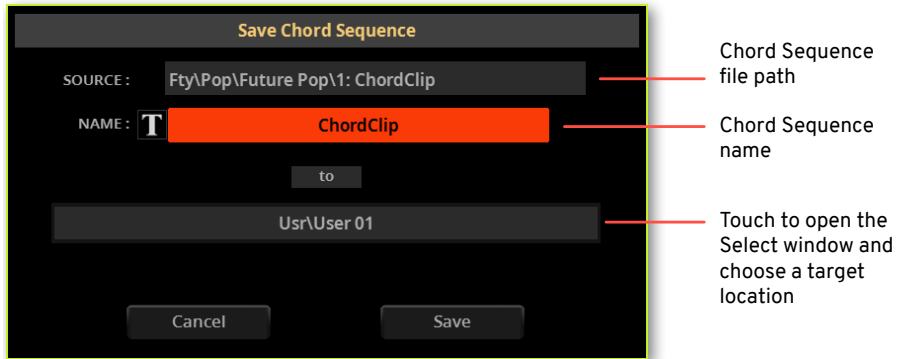 Save Chord Sequence
SOURCE : Fty\Pop\Future Pop\1: ChordClip
NAME : T ChordClip
to
Usr\User 01
Cancel Save
Chord Sequence
file path
Chord Sequence
name
Touch to open the
Select window and
choose a target
location